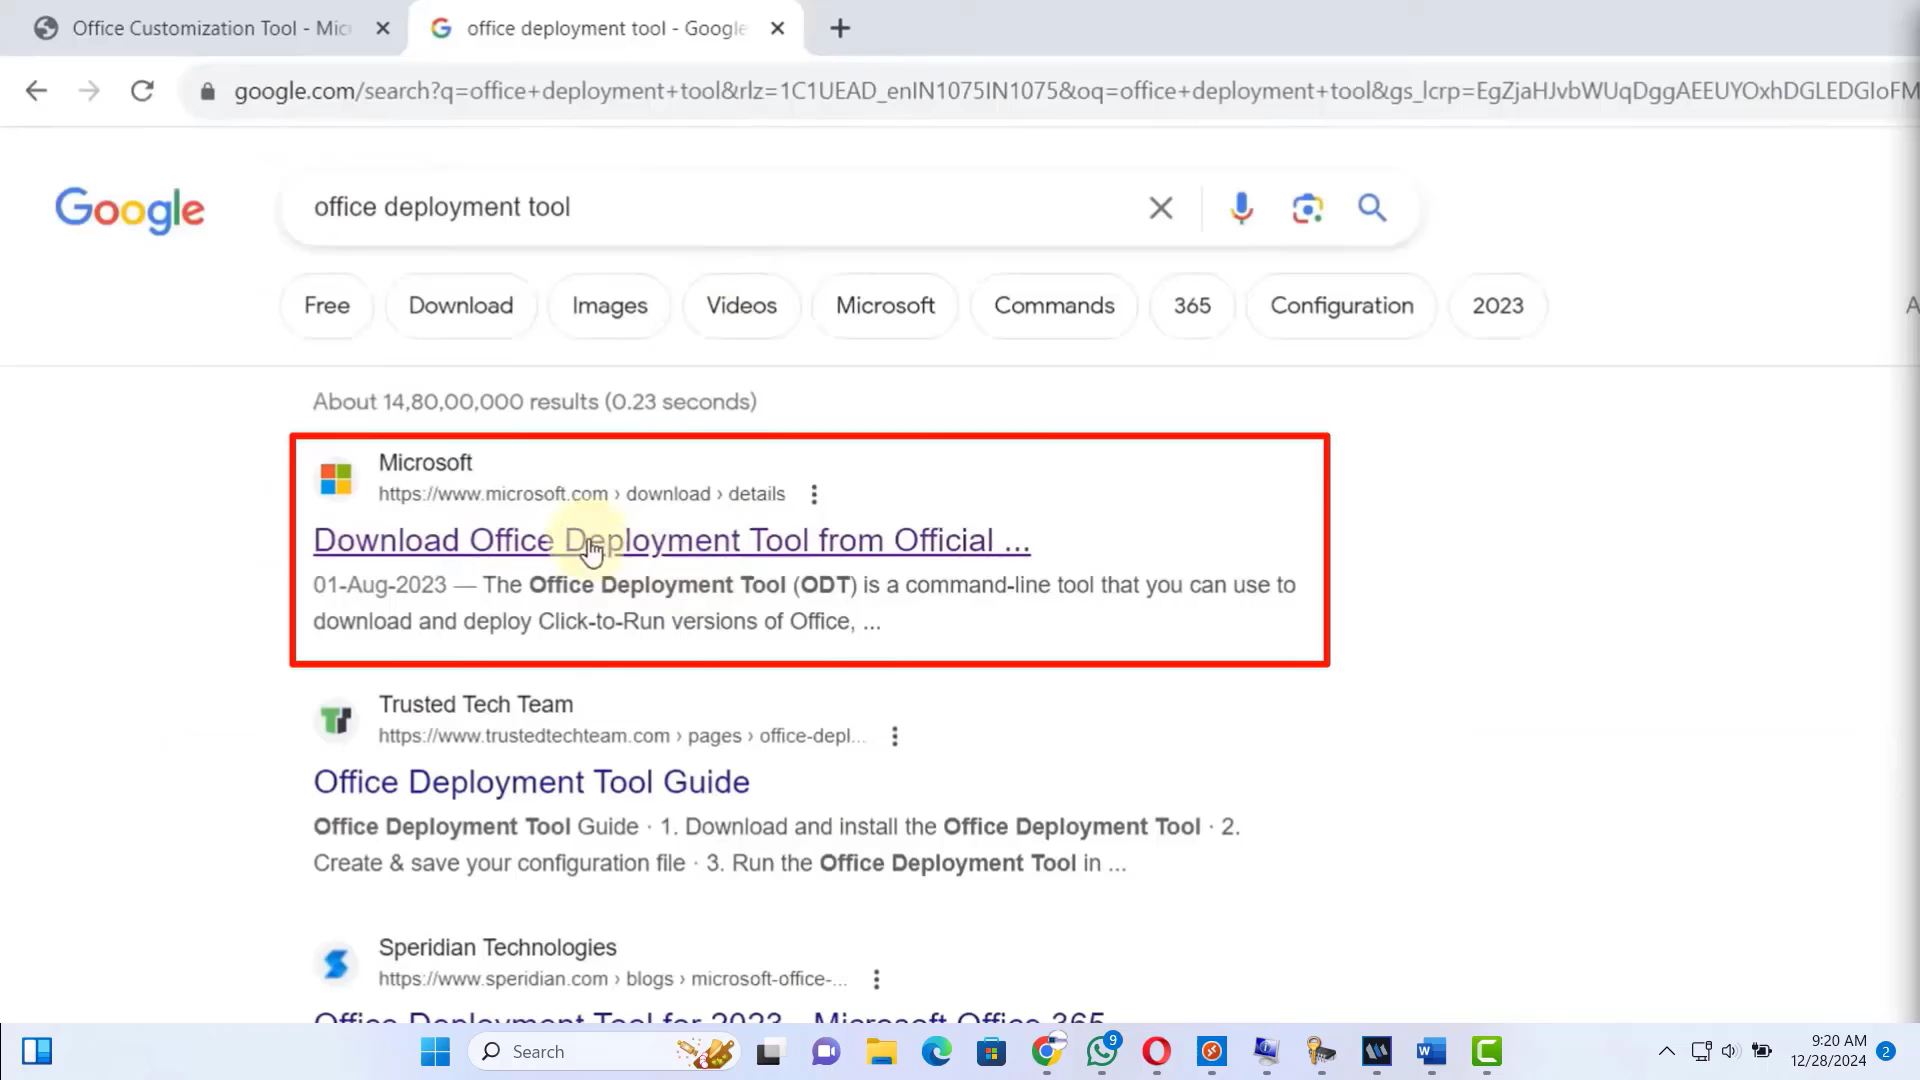 Office Customization Tool - Mic
office deployment tool - Google
google.com/search?q=office+deployment+tool&rlz=1C1UEAD_enIN1075IN1075&oq=office+deployment+tool&gs_lcrp=EgZjaHJvbWUqDggAEEUYOxhDGLEDGIoFM
Google
office deployment tool
Free
Download
Images
Videos
Microsoft
Commands
365
Configuration
2023
A
About 14,80,00,000 results (0.23 seconds)
Microsoft
https://www.microsoft.com › download › details
Download Office Deployment Tool from Official ...
01-Aug-2023 — The Office Deployment Tool (ODT) is a command-line tool that you can use to
download and deploy Click-to-Run versions of Office, ...
Trusted Tech Team
https://www.trustedtechteam.com › pages › office-depl...
Office Deployment Tool Guide
Office Deployment Tool Guide · 1. Download and install the Office Deployment Tool · 2.
Create & save your configuration file · 3. Run the Office Deployment Tool in ...
Speridian Technologies
https://www.speridian.com › blogs › microsoft-office-...
Office Deployment Tool for 2023 - Microsoft Office 365
Search
9
9:20 AM
12/28/2024
2